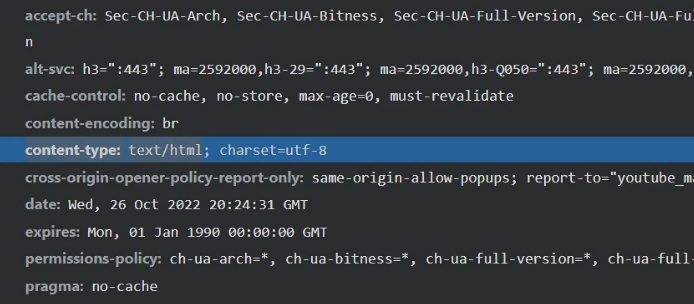 accept-ch: Sec-CH-UA-Arch, Sec-CH-UA-Bitness, Sec-CH-UA-Full-Version, Sec-CH-UA-Ful
n
alt-svc: h3=":443"; ma=2592000,h3-29=":443"; ma=2592000,h3-Q050=":443"; ma=2592000,
cache-control: no-cache, no-store, max-age=0, must-revalidate
content-encoding: br
content-type: text/html; charset=utf-8
cross-origin-opener-policy-report-only: same-origin-allow-popups; report-to="youtube_ma
date: Wed, 26 Oct 2022 20:24:31 GMT
expires: Mon, 01 Jan 1990 00:00:00 GMT
permissions-policy: ch-ua-arch=*, ch-ua-bitness=*, ch-ua-full-version=*, ch-ua-full-
pragma: no-cache